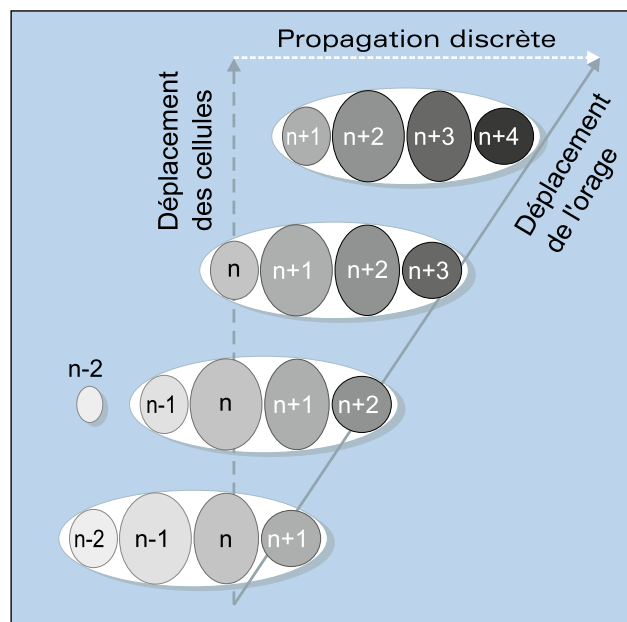 Propagation discrète
Déplacement
des cellules
Déplacement
de l'orage
n+1 n+2 n+3 n+4
n n+1 n+2 n+3
n-2
n-1 n n+1 n+2
n-2 n-1 n n+1